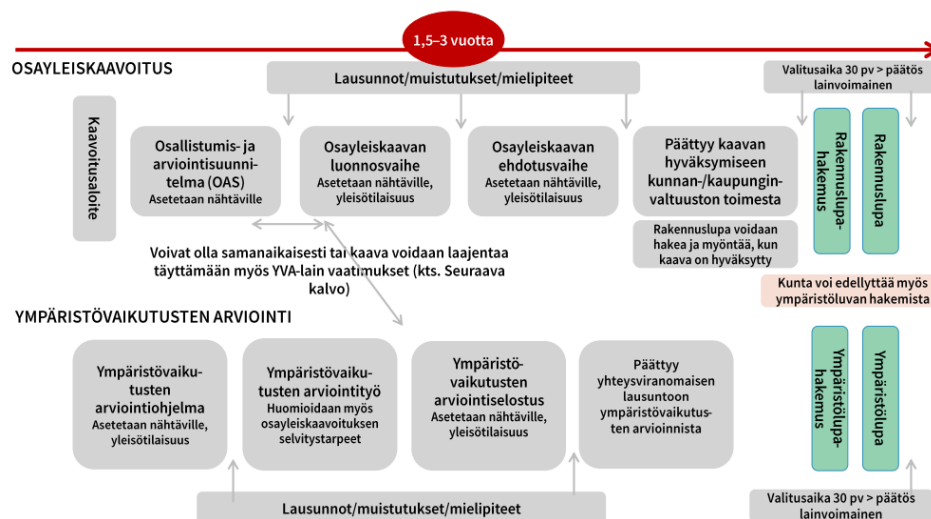 1,5–3 vuotta
OSAYLEISKAAVOITUS
Lausunnot/muistutukset/mielipiteet
Valitusaika 30 pv > päätös
lainvoimainen
Kaavoitusaloite
Osallistumis- ja
arviointisuunni-
telma (OAS)
Asetetaan nähtäville
Osayleiskaavan
luonnosvaihe
Asetetaan nähtäville,
yleisötilaisuus
Osayleiskaavan
ehdotusvaihe
Asetetaan nähtäville,
yleisötilaisuus
Päättyy kaavan
hyväksymiseen
kunnan-/kaupungin-
valtuuston toimesta
Rakennuslupa voidaan
hakea ja myöntää, kun
kaava on hyväksytty
Rakennuslupa-
hakemus
Rakennuslupa
Voivat olla samanaikaisesti tai kaava voidaan laajentaa
täyttämään myös YVA-lain vaatimukset (kts. Seuraava
kalvo)
Kunta voi edellyttää myös
ympäristöluvan hakemista
YMPÄRISTÖVAIKUTUSTEN ARVIOINTI
Ympäristövaiku-
tusten
arviointiohjelma
Asetetaan nähtäville,
yleisötilaisuus
Ympäristövaiku-
tusten arviointityö
Huomioidaan myös
osayleiskaavoituksen
selvitystarpeet
Ympäristö-
vaikutusten
arviointiselostus
Asetetaan nähtäville,
yleisötilaisuus
Päättyy
yhteysviranomaisen
lausuntoon
ympäristövaikutus-
ten arvioinnista
Ympäristölupa-
hakemus
Ympäristölupa
Lausunnot/muistutukset/mielipiteet
Valitusaika 30 pv > päätös
lainvoimainen